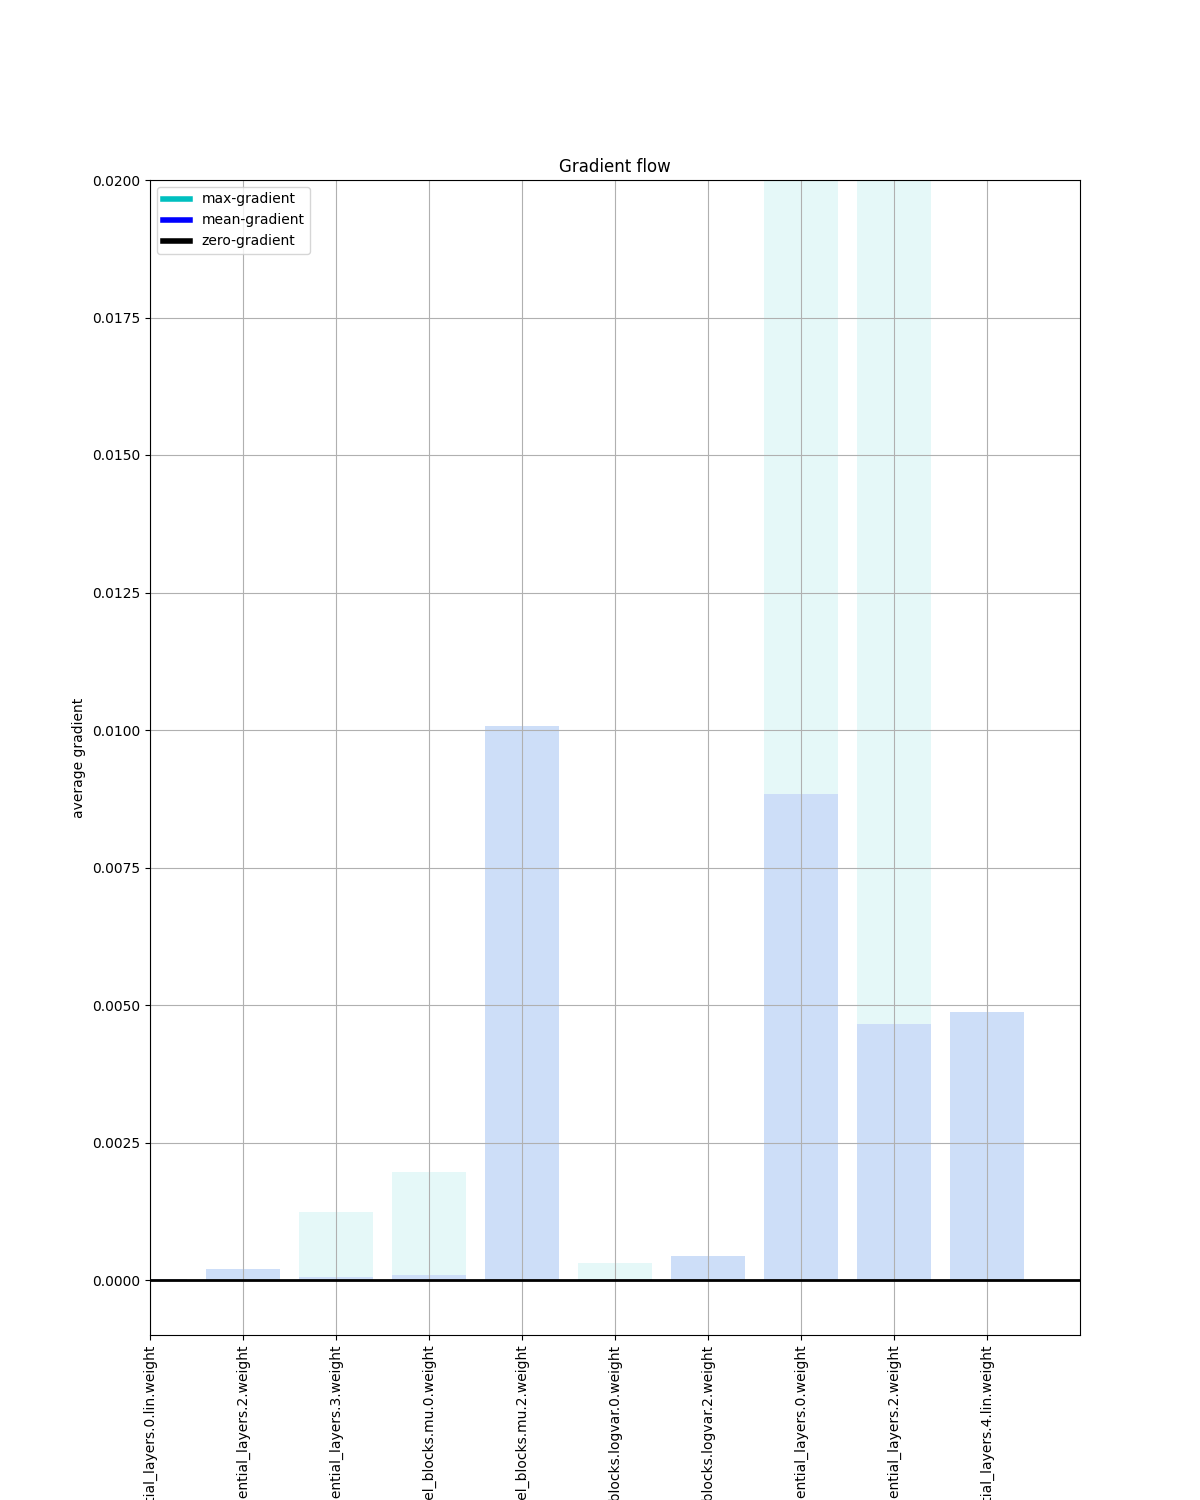 Gradient flow
max-gradient
mean-gradient
zero-gradient
0.0200
0.0175
0.0150
0.0125
0.0100
0.0075
0.0050
0.0025
0.0000
average gradient
tial_layers.0.lin.weight
ential_layers.2.weight
ential_layers.3.weight
el_blocks.mu.0.weight
el_blocks.mu.2.weight
blocks.logvar.0.weight
blocks.logvar.2.weight
ential_layers.0.weight
ential_layers.2.weight
tial_layers.4.lin.weight